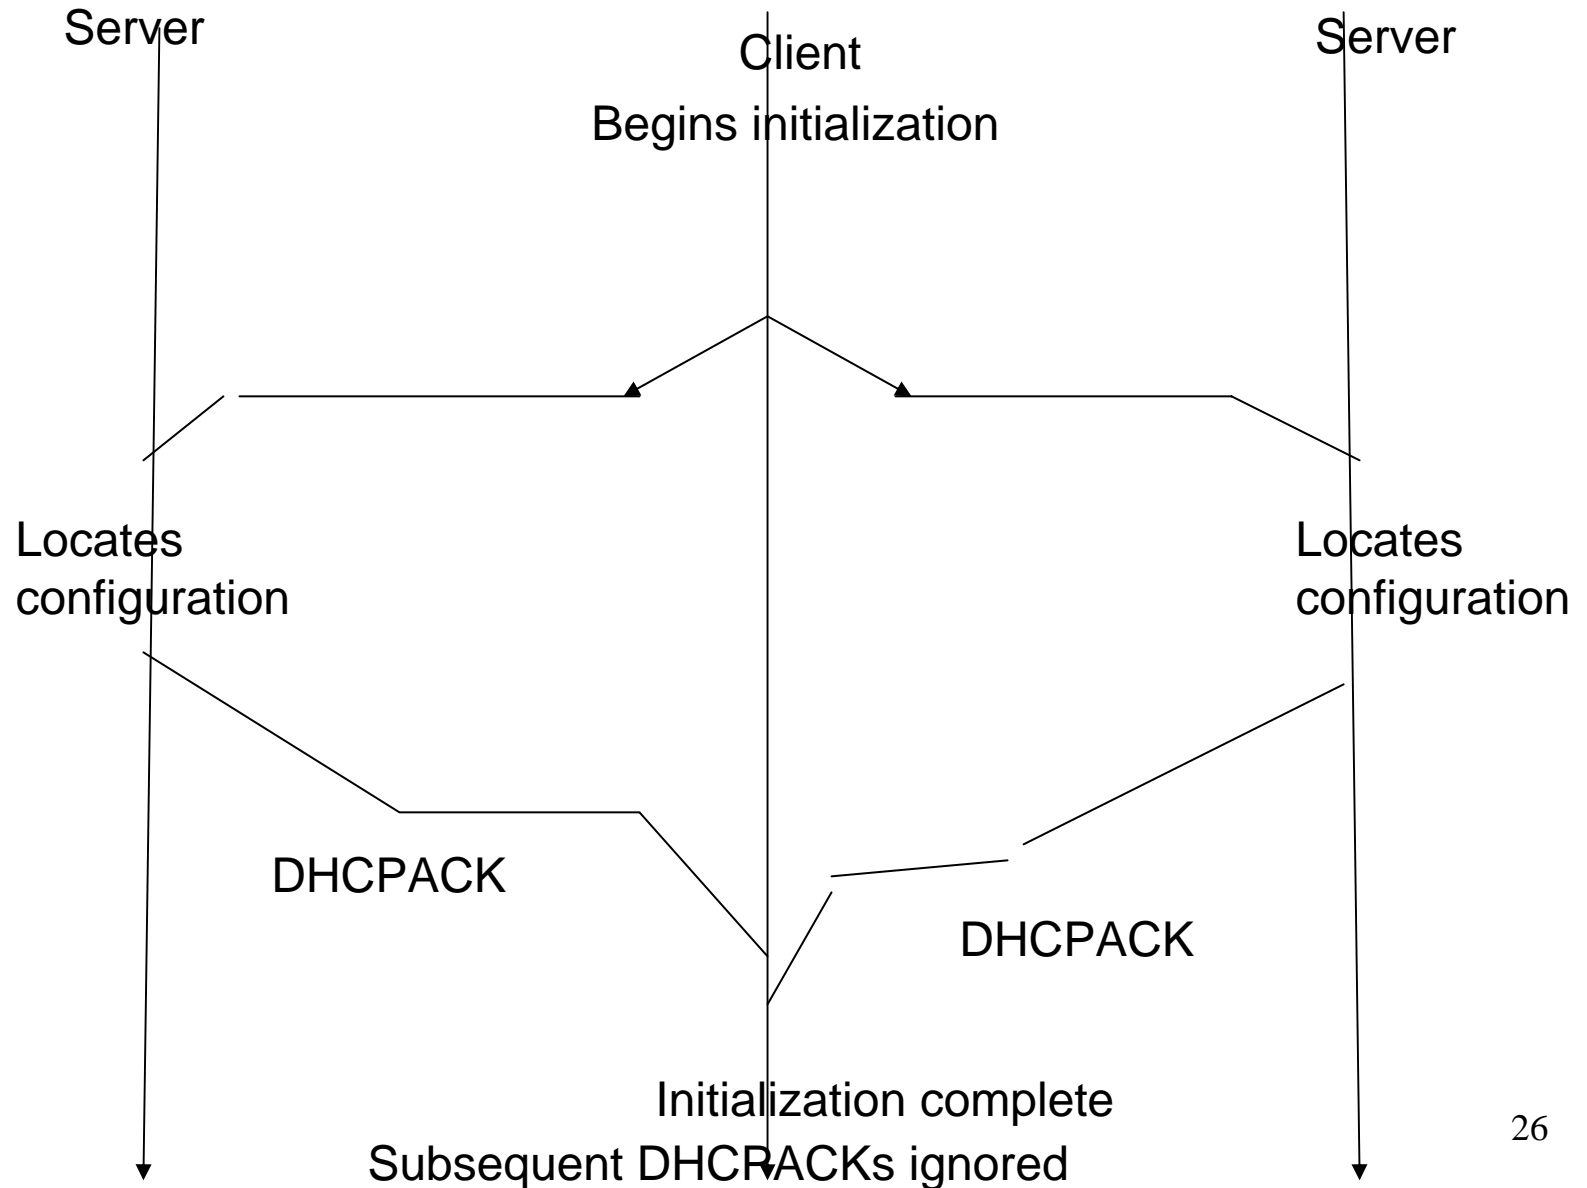 Server
Client
Server
Begins initialization
Locates
configuration
Locates
configuration
DHCPACK
DHCPACK
Initialization complete
Subsequent DHCPACKs ignored
26